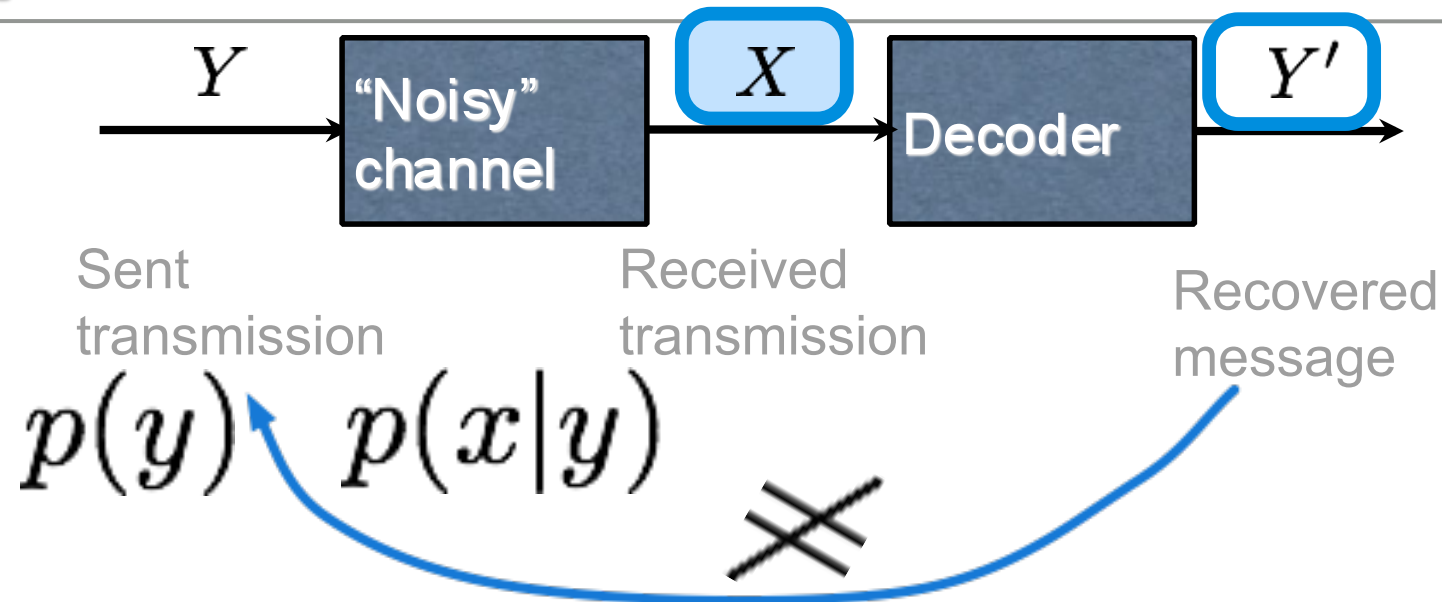 Y
“Noisy”
channel
X
Decoder
Y′
Sent
transmission
Received
transmission
Recovered
message
p(y)
p(x|y)
≠